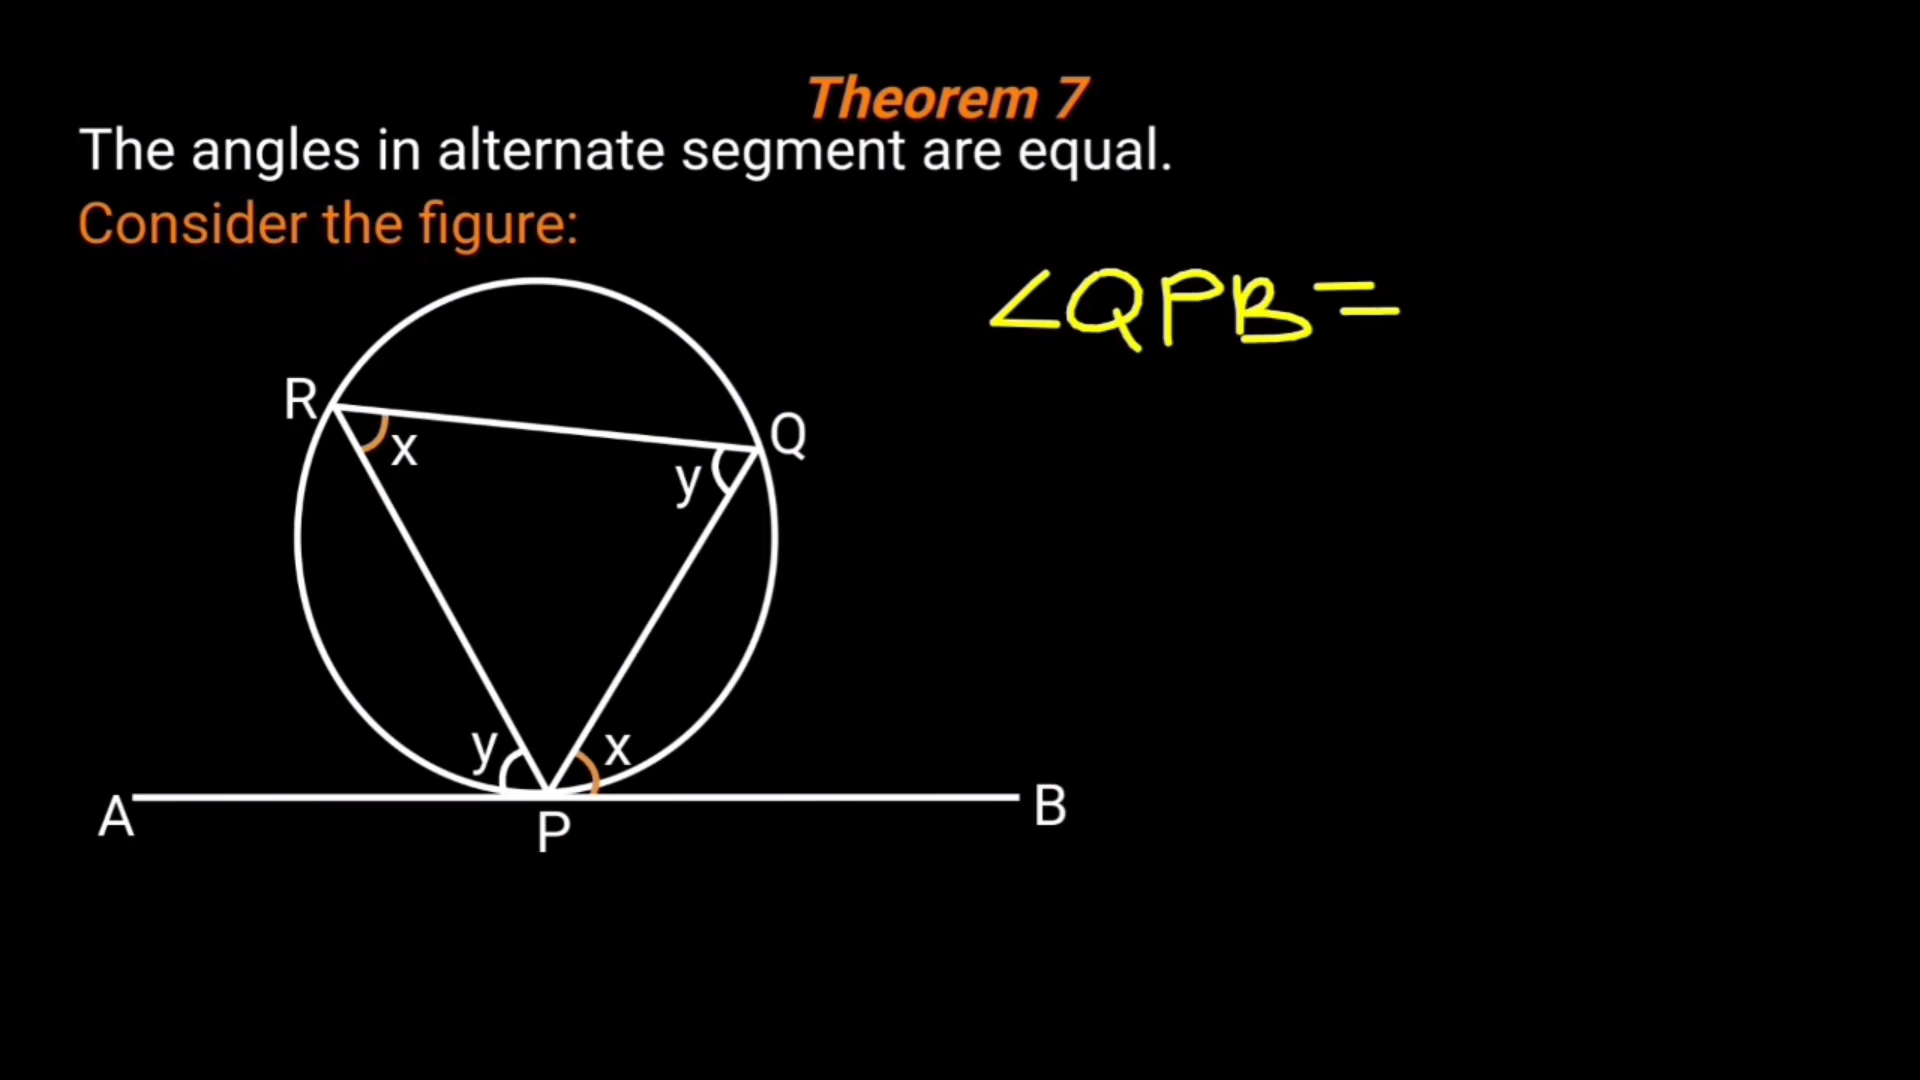 Theorem 7
The angles in alternate segment are equal.
Consider the figure:
∠QPB=
R
x
Q
y
y
x
A
P
B